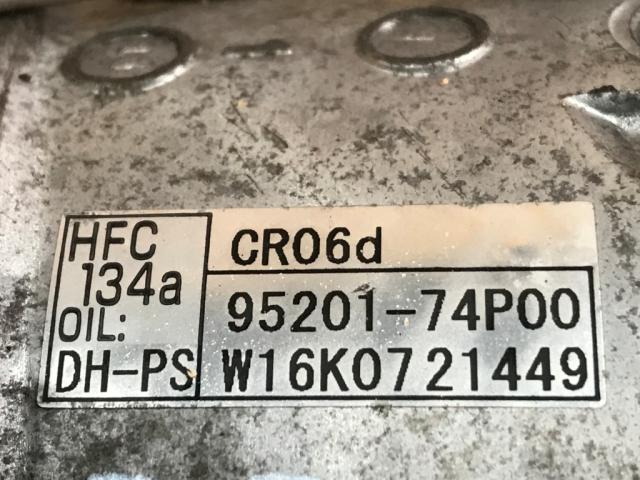 HFC
134a
OIL:
DH-PS
CR06d
95201-74P00
W16K0721449